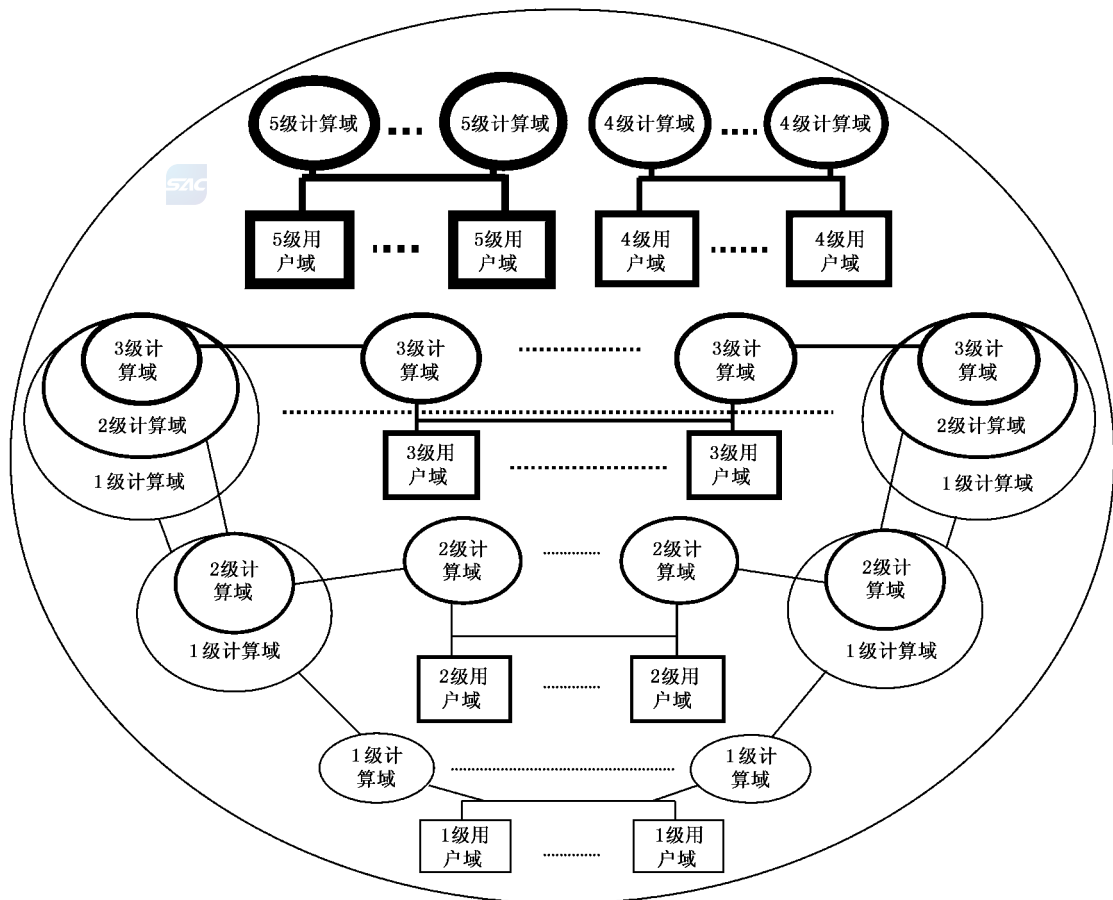 5级计算域
5级计算域
4级计算域
4级计算域
SAC
5级用
户域
5级用
户域
4级用
户域
4级用
户域
3级计
算域
3级计
算域
3级计
算域
3级计
算域
2级计算域
2级计算域
1级计算域
1级计算域
3级用
户域
3级用
户域
2级计
算域
2级计
算域
2级计
算域
2级计
算域
1级计算域
1级计算域
2级用
户域
2级用
户域
1级计
算域
1级计
算域
1级用
户域
1级用
户域